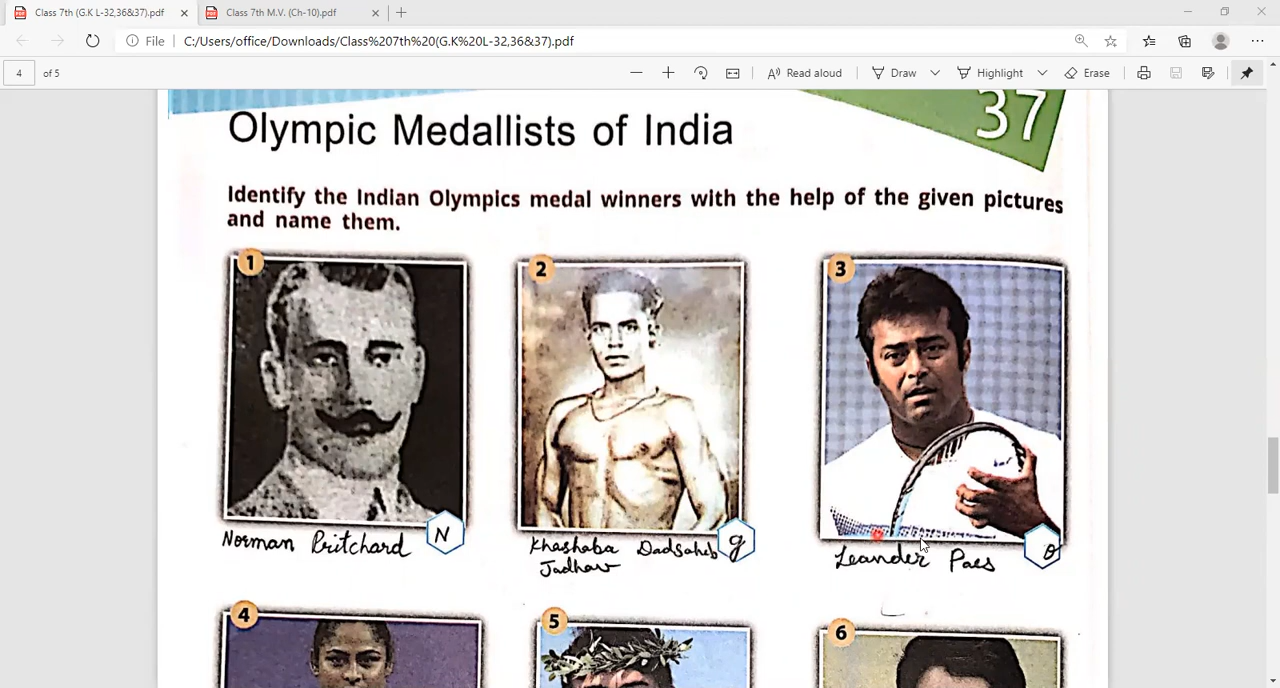 Class 7th (G.K L-32,36&37).pdf
Class 7th M.V. (Ch-10).pdf
File
C:/Users/office/Downloads/Class%207th%20(G.K%20L-32,36&37).pdf
4 of 5
Read aloud
Draw
Highlight
Erase
37
Olympic Medallists of India
Identify the Indian Olympics medal winners with the help of the given pictures
and name them.
1
2
3
Norman Pritchard
N
Khashaba Dadsaheb
Jadhav
g
Leander Paes
o
4
5
6